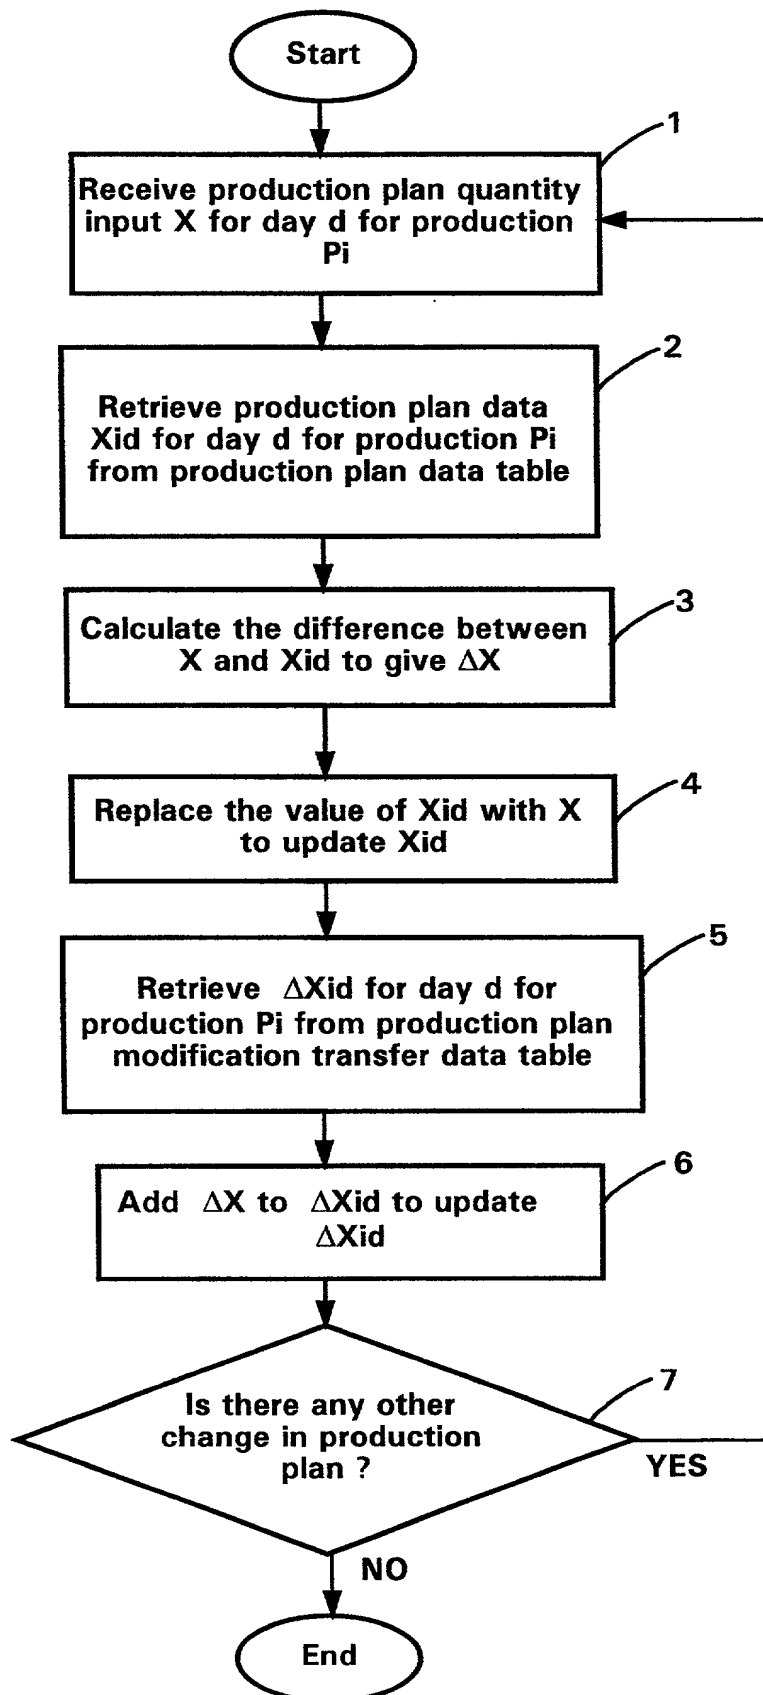 Start
1
Receive production plan quantity
input X for day d for production
Pi
2
Retrieve production plan data
Xid for day d for production Pi
from production plan data table
3
Calculate the difference between
X and Xid to give ΔX
4
Replace the value of Xid with X
to update Xid
5
Retrieve ΔXid for day d for
production Pi from production plan
modification transfer data table
6
Add ΔX to ΔXid to update
ΔXid
7
Is there any other
change in production
plan ?
YES
NO
End